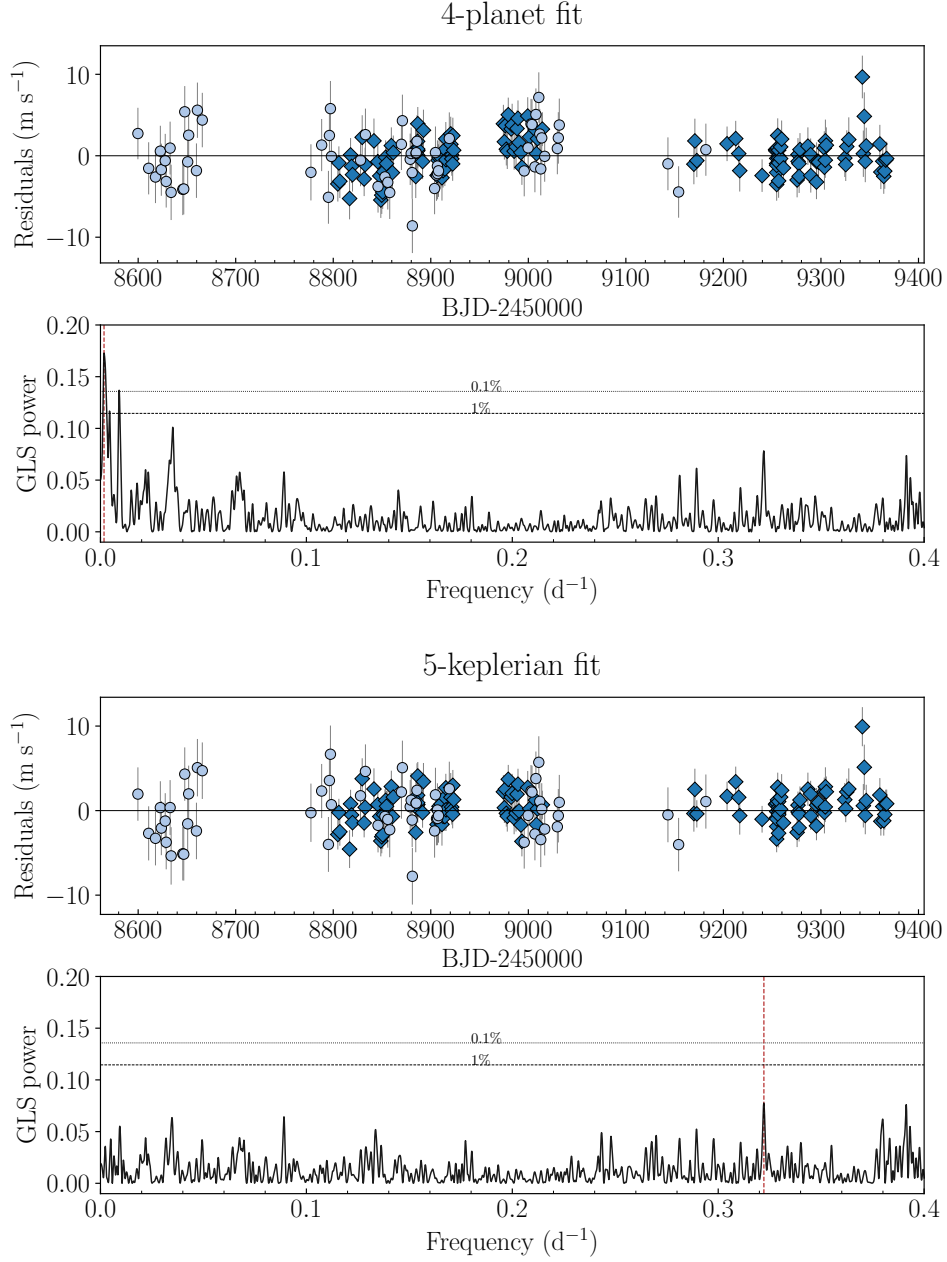 4-planet fit
Residuals (m s⁻¹)
10
0
−10
8600 8700 8800 8900 9000 9100 9200 9300 9400
BJD-2450000
GLS power
0.20
0.15
0.10
0.05
0.00
0.1%
1%
0.0 0.1 0.2 0.3 0.4
Frequency (d⁻¹)
5-keplerian fit
Residuals (m s⁻¹)
10
0
−10
8600 8700 8800 8900 9000 9100 9200 9300 9400
BJD-2450000
GLS power
0.20
0.15
0.10
0.05
0.00
0.1%
1%
0.0 0.1 0.2 0.3 0.4
Frequency (d⁻¹)